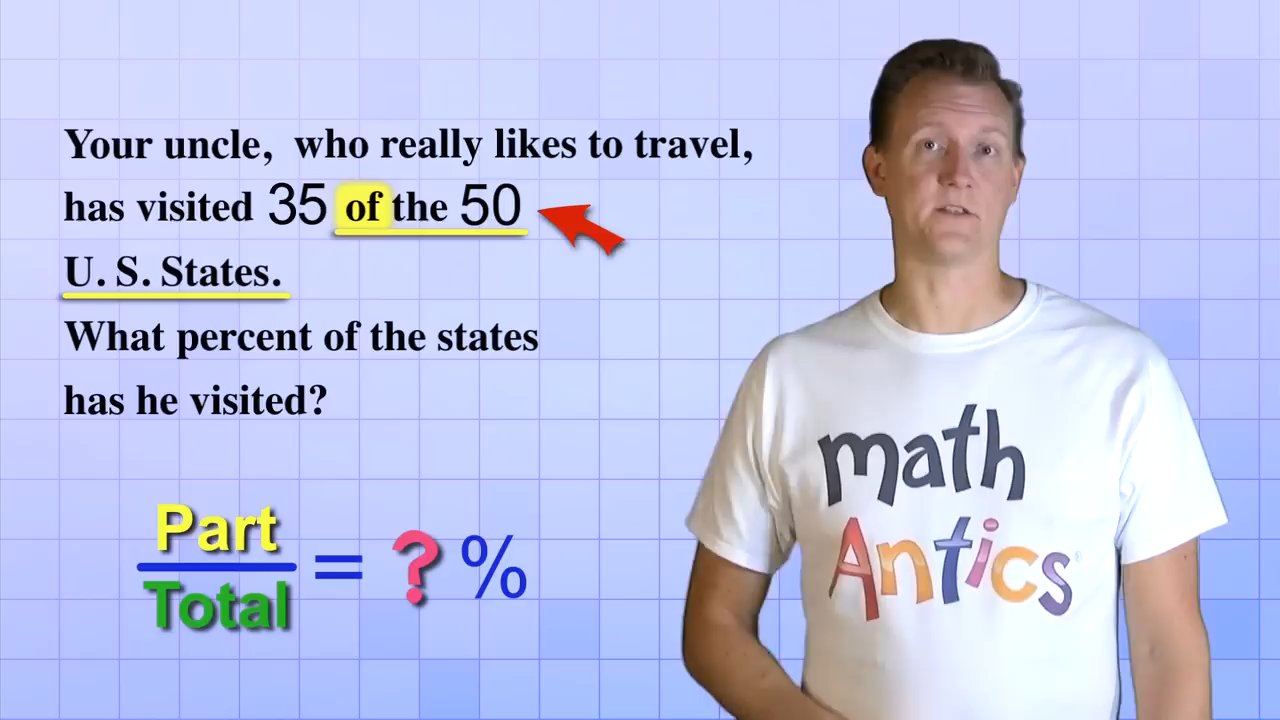 Your uncle, who really likes to travel,
has visited 35 of the 50
U. S. States.
What percent of the states
has he visited?
Part
Total
= ? %
math
Antics